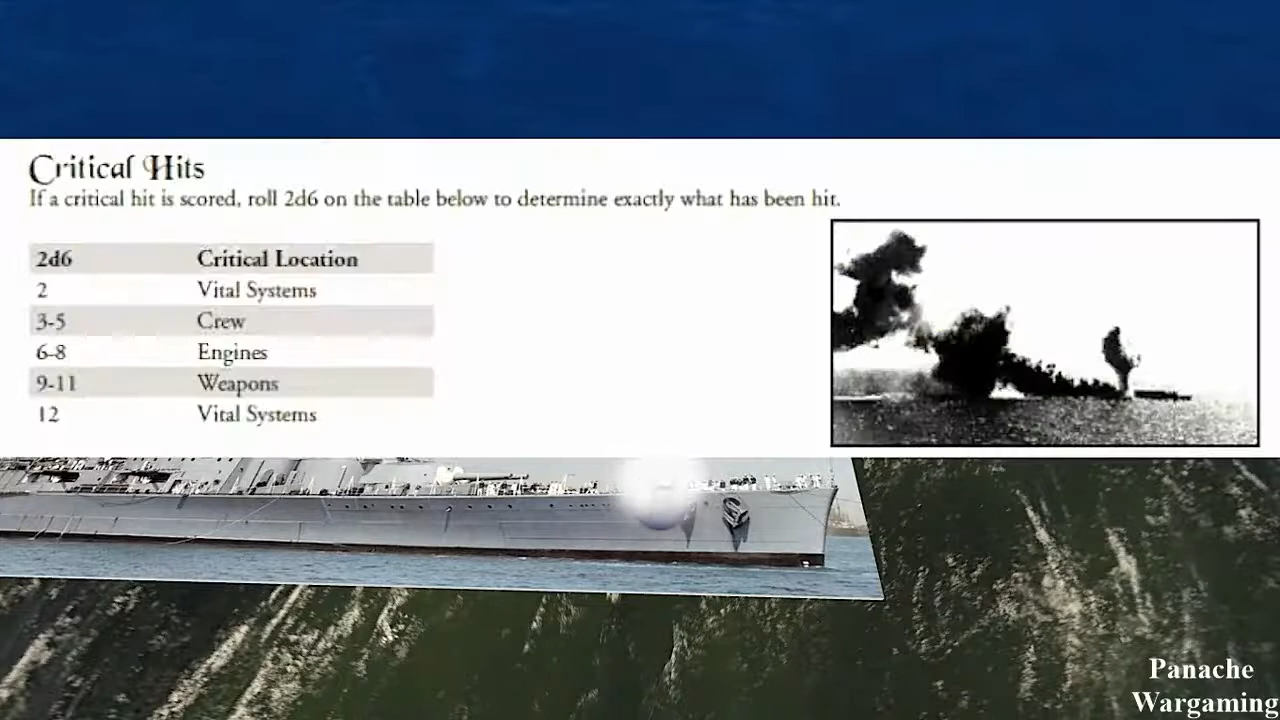 Critical Hits
If a critical hit is scored, roll 2d6 on the table below to determine exactly what has been hit.
2d6 Critical Location
2 Vital Systems
3-5 Crew
6-8 Engines
9-11 Weapons
12 Vital Systems
Panache
Wargaming